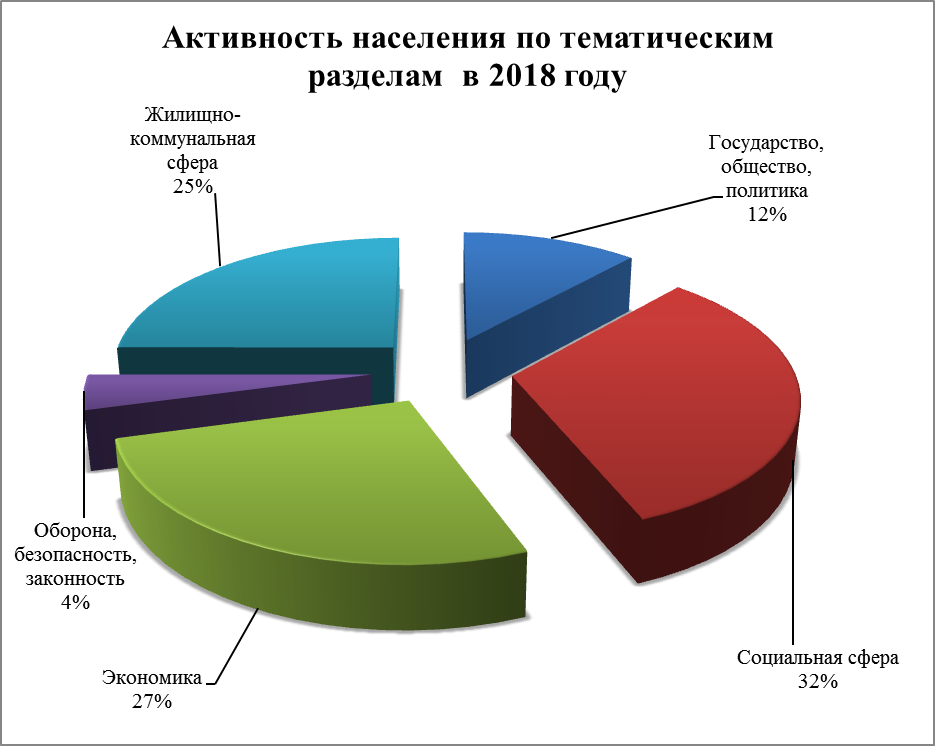 Активность населения по тематическим
разделам  в 2018 году
Жилищно-
коммунальная
сфера
25%
Государство,
общество,
политика
12%
Оборона,
безопасность,
законность
4%
Экономика
27%
Социальная сфера
32%